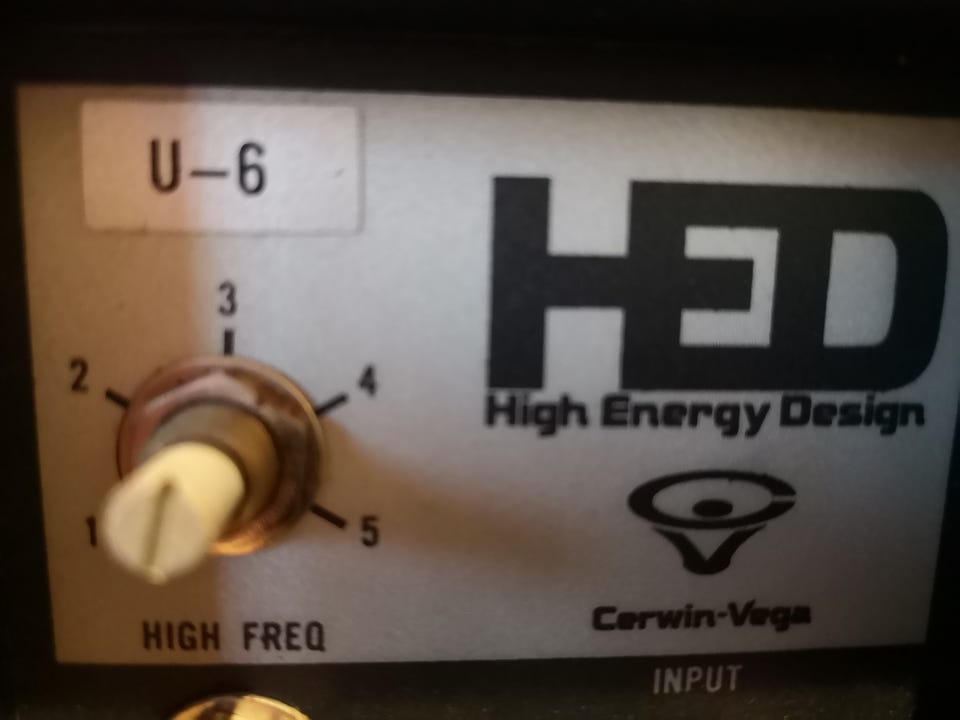 U-6
HED
High Energy Design
3
2
4
1
5
Cerwin-Vega
HIGH FREQ
INPUT